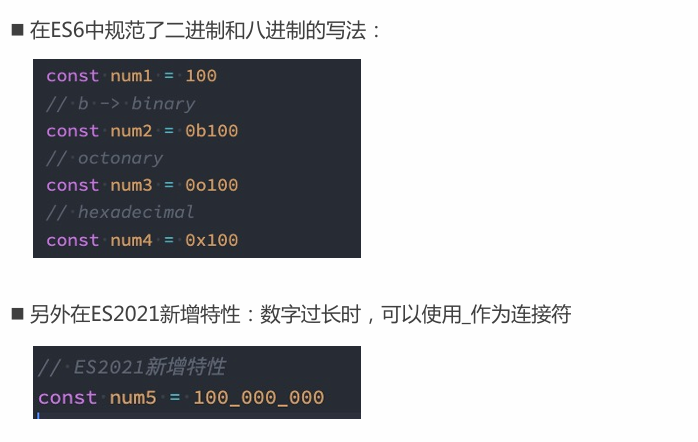 ■ 在ES6中规范了二进制和八进制的写法：
const num1 = 100
// b -> binary
const num2 = 0b100
// octonary
const num3 = 0o100
// hexadecimal
const num4 = 0x100
■ 另外在ES2021新增特性：数字过长时，可以使用_作为连接符
// ES2021新增特性
const num5 = 100_000_000